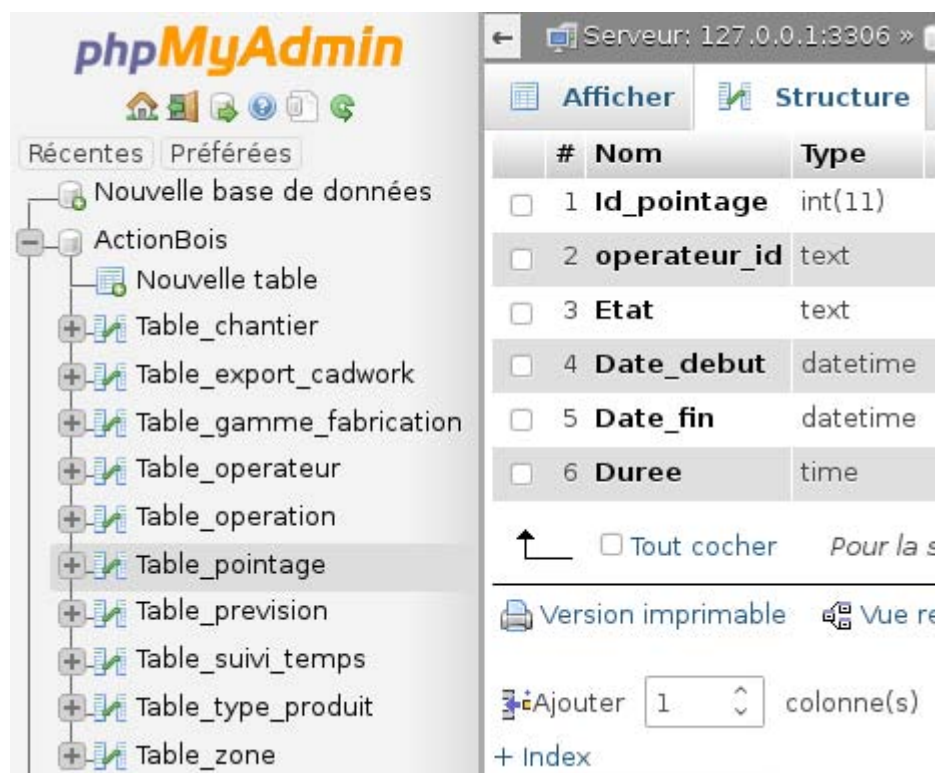 phpMyAdmin
Récentes Préférées
Nouvelle base de données
ActionBois
Nouvelle table
Table_chantier
Table_export_cadwork
Table_gamme_fabrication
Table_operateur
Table_operation
Table_pointage
Table_prevision
Table_suivi_temps
Table_type_produit
Table_zone
Serveur: 127.0.0.1:3306 »
Afficher Structure
# Nom Type
1 Id_pointage int(11)
2 operateur_id text
3 Etat text
4 Date_debut datetime
5 Date_fin datetime
6 Duree time
Tout cocher Pour la s
Version imprimable Vue re
Ajouter 1 colonne(s)
+ Index